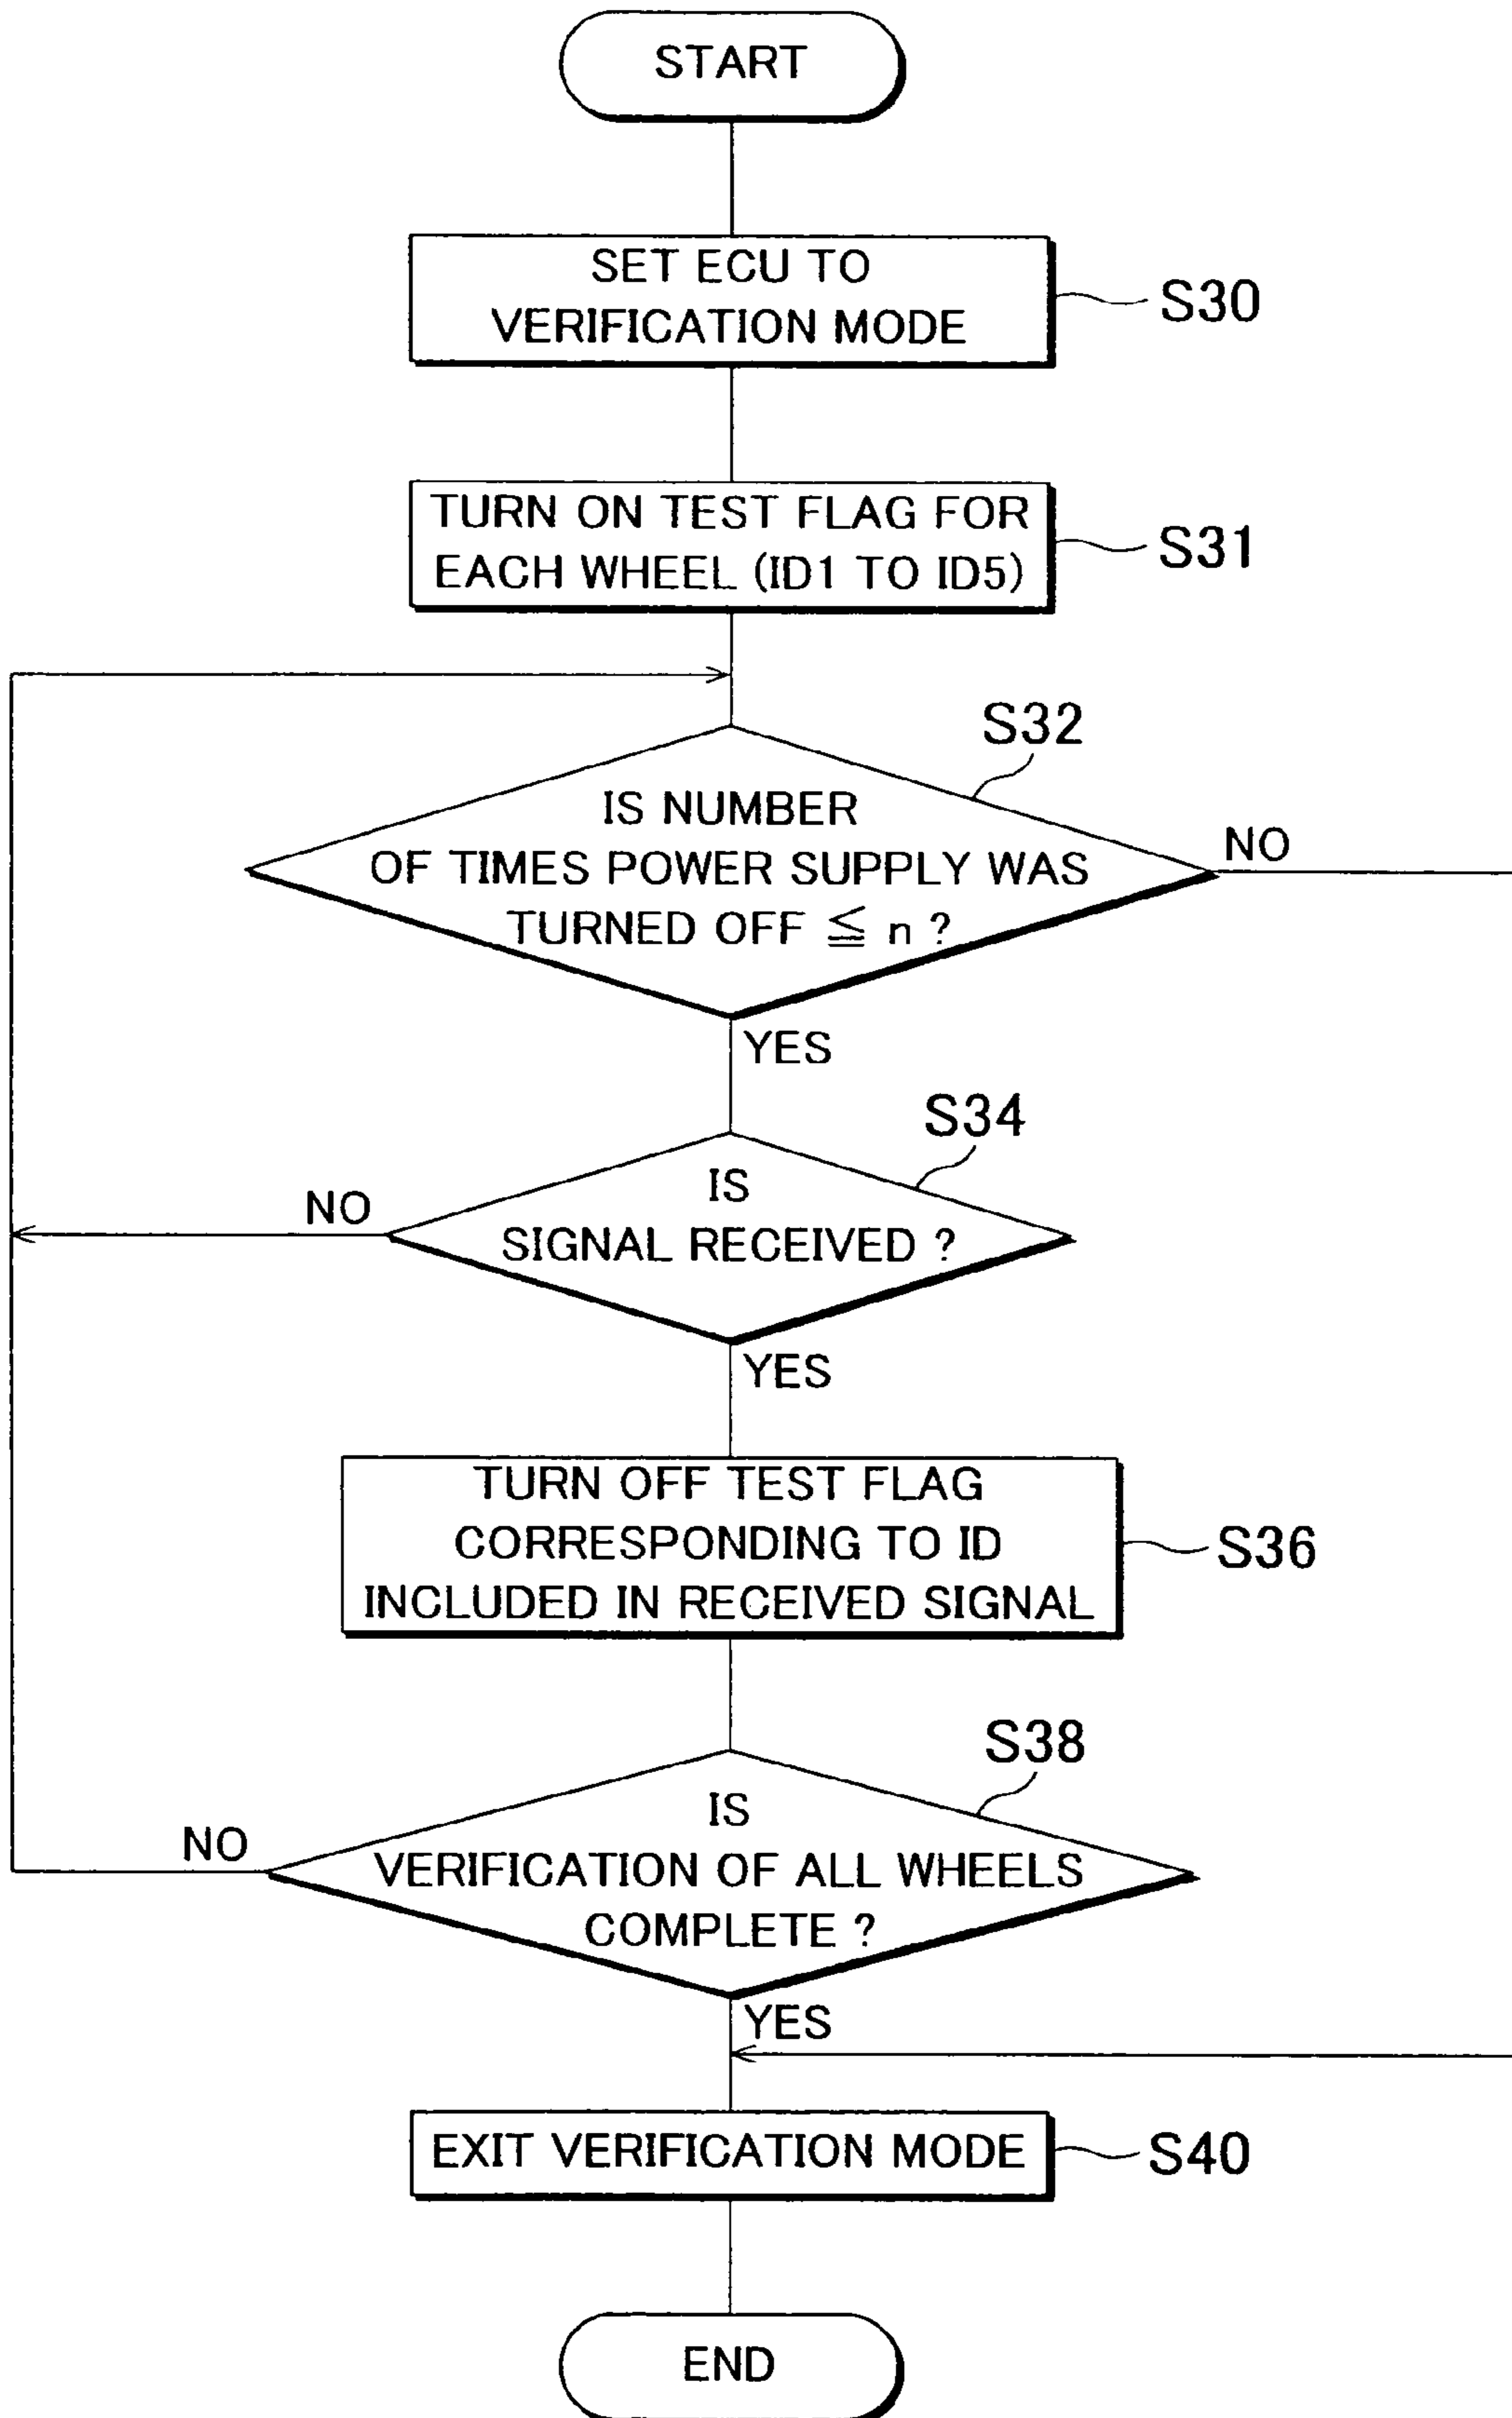 START
SET ECU TO
VERIFICATION MODE
S30
TURN ON TEST FLAG FOR
EACH WHEEL (ID1 TO ID5)
S31
S32
IS NUMBER
OF TIMES POWER SUPPLY WAS
TURNED OFF ≦ n ?
NO
YES
S34
IS
SIGNAL RECEIVED ?
NO
YES
TURN OFF TEST FLAG
CORRESPONDING TO ID
INCLUDED IN RECEIVED SIGNAL
S36
S38
IS
VERIFICATION OF ALL WHEELS
COMPLETE ?
NO
YES
EXIT VERIFICATION MODE
S40
END